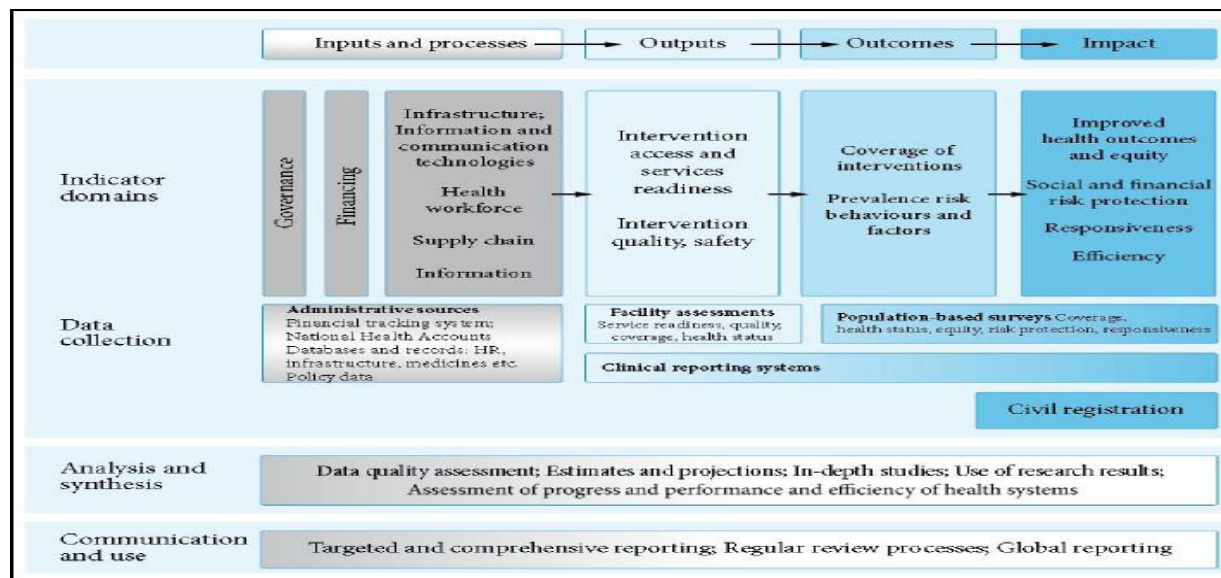 Inputs and processes
Outputs
Outcomes
Impact
Indicator
domains
Governance
Financing
Infrastructure;
Information and
communication
technologies
Health
workforce
Supply chain
Information
Intervention
access and
services
readiness
Intervention
quality, safety
Coverage of
interventions
Prevalence risk
behaviours and
factors
Improved
health outcomes
and equity
Social and financial
risk protection
Responsiveness
Efficiency
Data
collection
Administrative sources
Financial tracking system;
National Health Accounts
Databases and records: HR,
infrastructure, medicines etc.
Policy data
Facility assessments
Service readiness, quality,
coverage, health status
Population-based surveys Coverage,
health status, equity, risk protection, responsiveness
Clinical reporting systems
Civil registration
Analysis and
synthesis
Data quality assessment; Estimates and projections; In-depth studies; Use of research results;
Assessment of progress and performance and efficiency of health systems
Communication
and use
Targeted and comprehensive reporting; Regular review processes; Global reporting